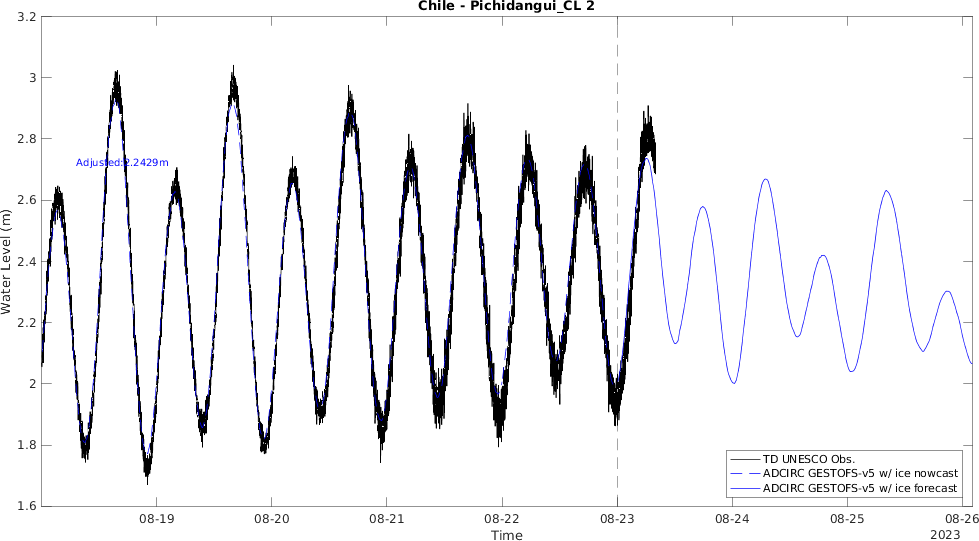 Chile - Pichidangui_CL 2
3.2
3
2.8
2.6
2.4
2.2
2
1.8
1.6
Water Level (m)
Adjusted:2.2429m
TD UNESCO Obs.
ADCIRC GESTOFS-v5 w/ ice nowcast
ADCIRC GESTOFS-v5 w/ ice forecast
08-19
08-20
08-21
08-22
08-23
08-24
08-25
08-26
Time
2023